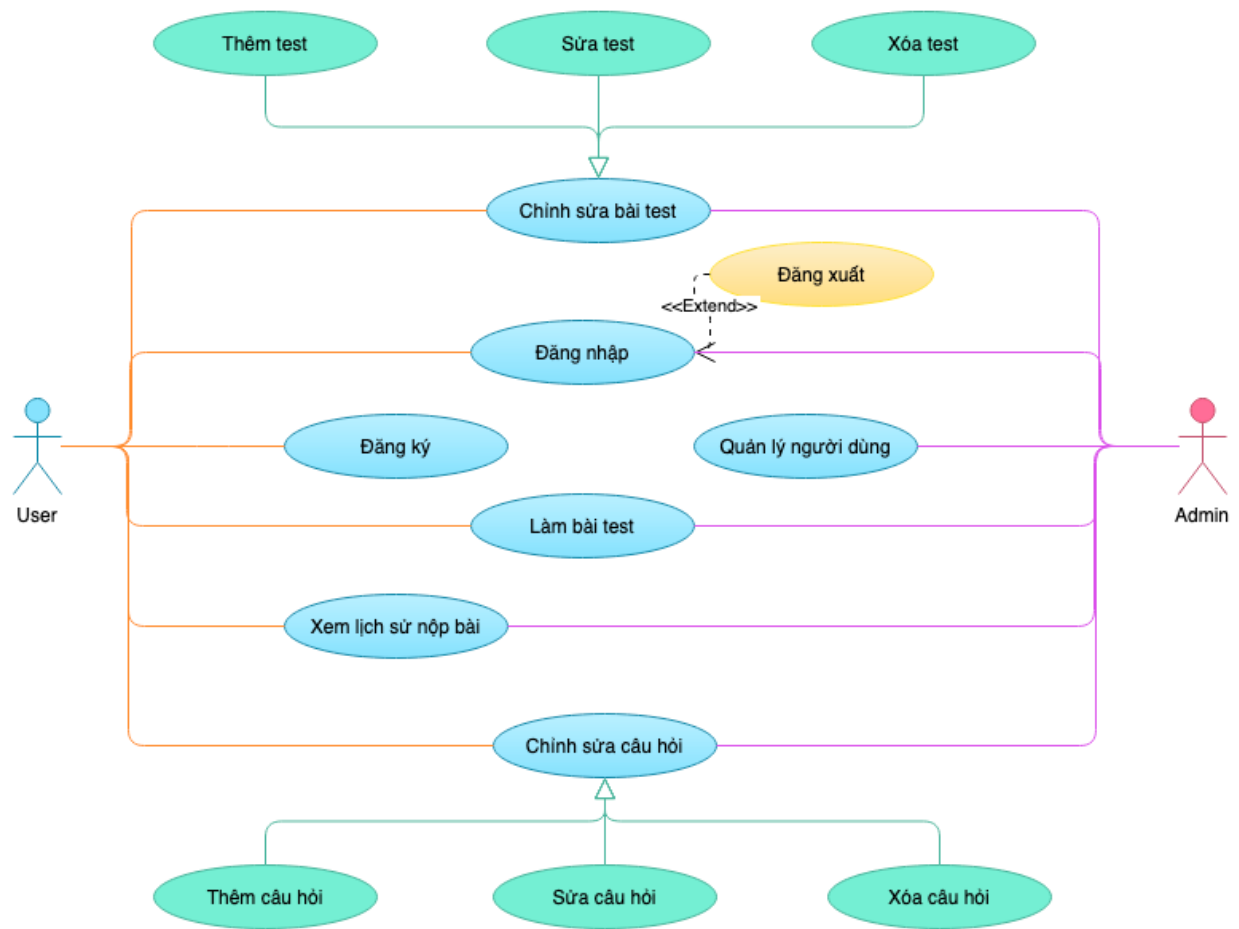 Thêm test
Sửa test
Xóa test
Chỉnh sửa bài test
Đăng xuất
<<Extend>>
Đăng nhập
Đăng ký
Quản lý người dùng
User
Admin
Làm bài test
Xem lịch sử nộp bài
Chỉnh sửa câu hỏi
Thêm câu hỏi
Sửa câu hỏi
Xóa câu hỏi